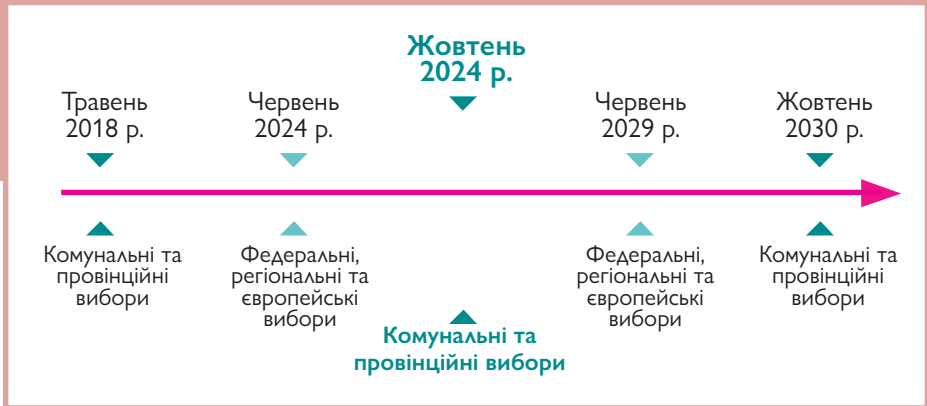 Жовтень
2024 р.
Травень
2018 р.
Червень
2024 р.
Червень
2029 р.
Жовтень
2030 р.
Комунальні та
провінційні
вибори
Федеральні,
регіональні та
європейські
вибори
Комунальні та
провінційні вибори
Федеральні,
регіональні та
європейські
вибори
Комунальні та
провінційні
вибори